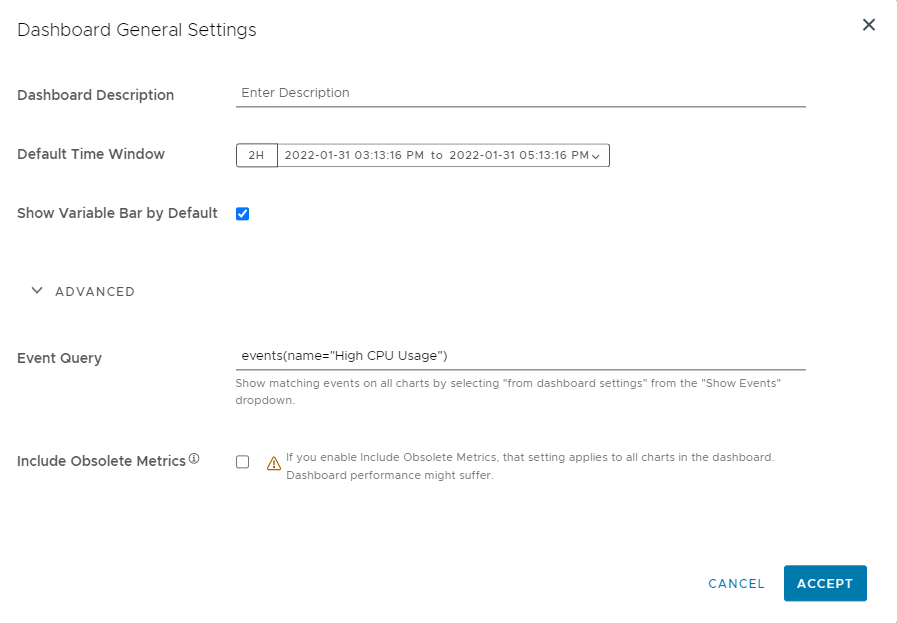 Dashboard General Settings
Dashboard Description
Enter Description
Default Time Window
2H 2022-01-31 03:13:16 PM to 2022-01-31 05:13:16 PM
Show Variable Bar by Default
ADVANCED
Event Query
events(name="High CPU Usage")
Show matching events on all charts by selecting "from dashboard settings" from the "Show Events"
dropdown.
Include Obsolete Metrics
If you enable Include Obsolete Metrics, that setting applies to all charts in the dashboard.
Dashboard performance might suffer.
CANCEL
ACCEPT